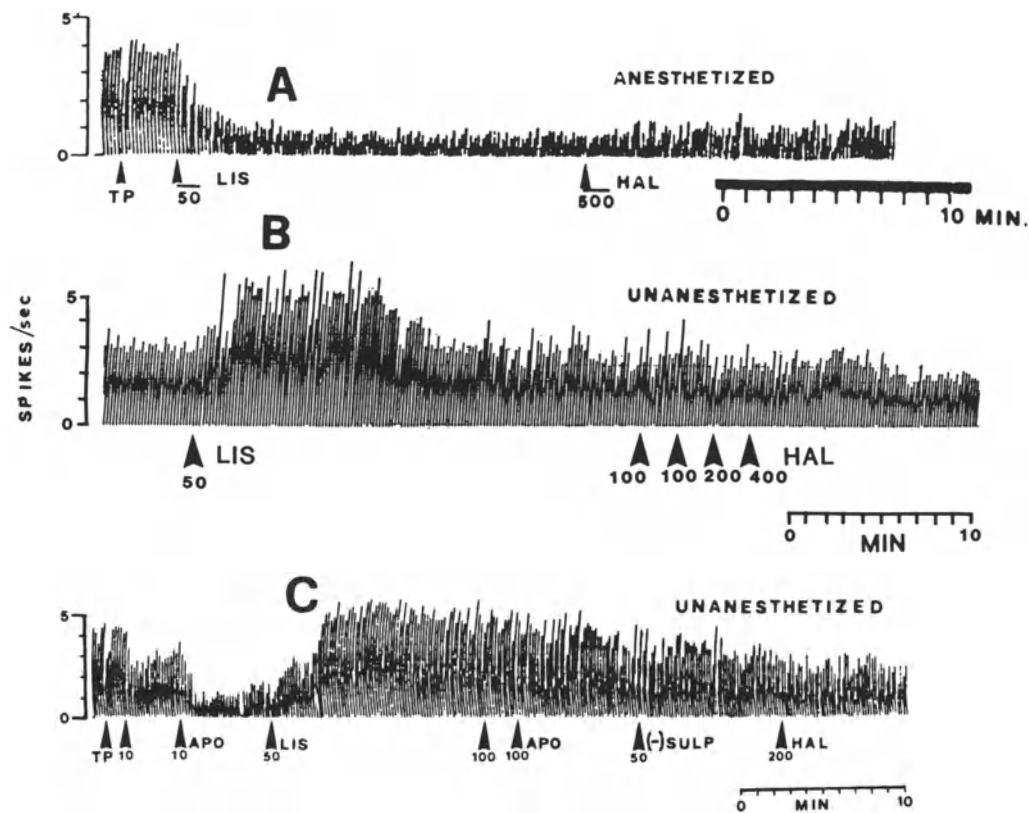 5
A
ANESTHETIZED
0
TP
50
LIS
500
HAL
0 10 MIN.
B
UNANESTHETIZED
5
SPIKES/sec
0
LIS
50
100 100 200 400
HAL
0 10
MIN
C
UNANESTHETIZED
5
0
TP 10 10 APO 50 LIS 100 100 APO 50 (-)SULP 200 HAL
0 MIN 10